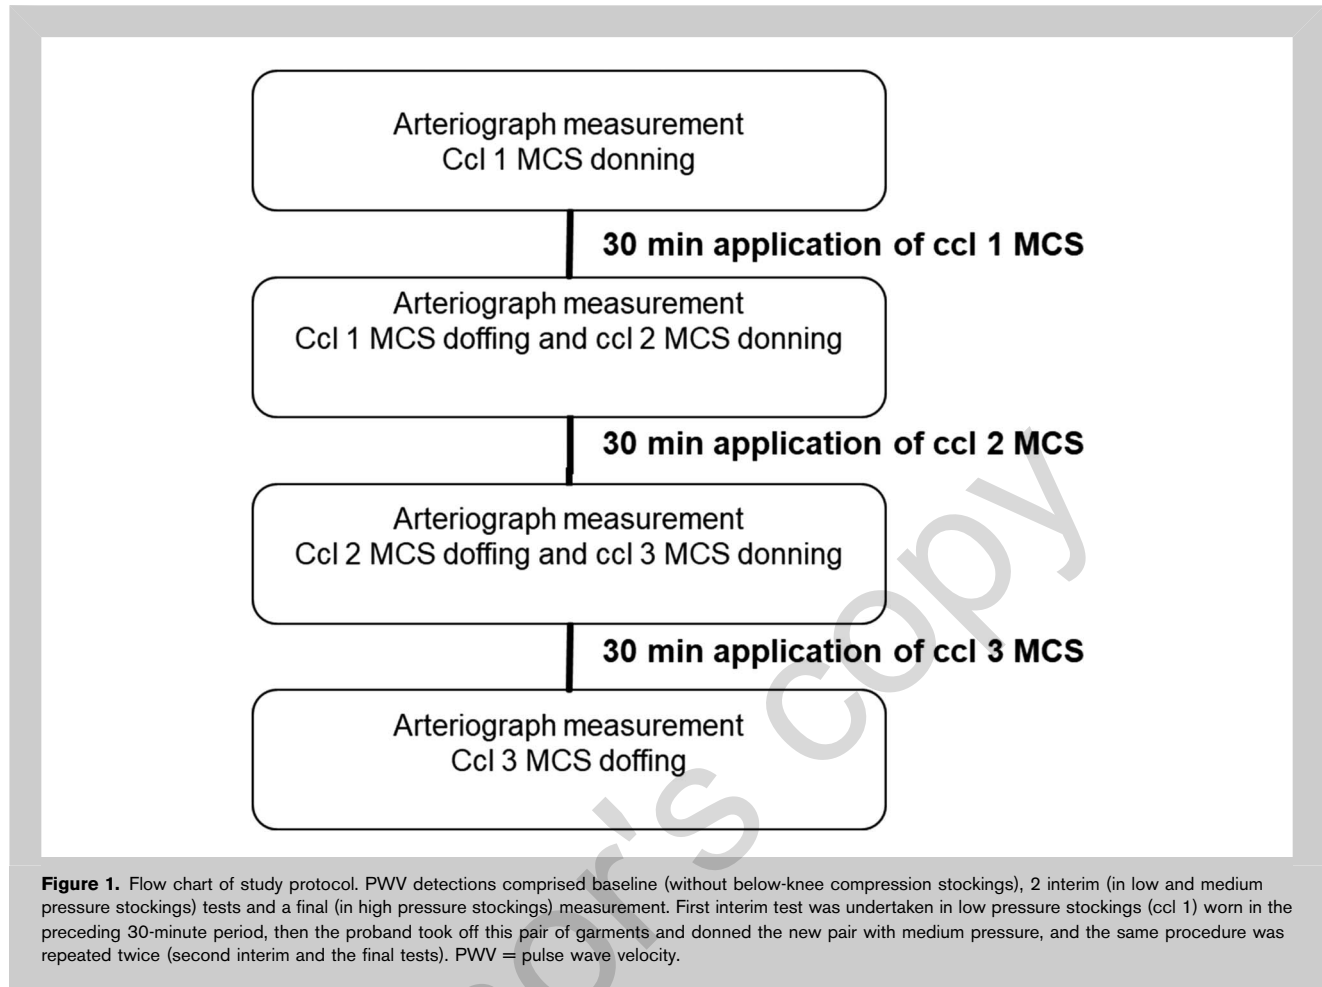 Arteriograph measurement
Ccl 1 MCS donning
30 min application of ccl 1 MCS
Arteriograph measurement
Ccl 1 MCS doffing and ccl 2 MCS donning
30 min application of ccl 2 MCS
Arteriograph measurement
Ccl 2 MCS doffing and ccl 3 MCS donning
30 min application of ccl 3 MCS
Arteriograph measurement
Ccl 3 MCS doffing
Figure 1. Flow chart of study protocol. PWV detections comprised baseline (without below-knee compression stockings), 2 interim (in low and medium
pressure stockings) tests and a final (in high pressure stockings) measurement. First interim test was undertaken in low pressure stockings (ccl 1) worn in the
preceding 30-minute period, then the proband took off this pair of garments and donned the new pair with medium pressure, and the same procedure was
repeated twice (second interim and the final tests). PWV = pulse wave velocity.
or's copy